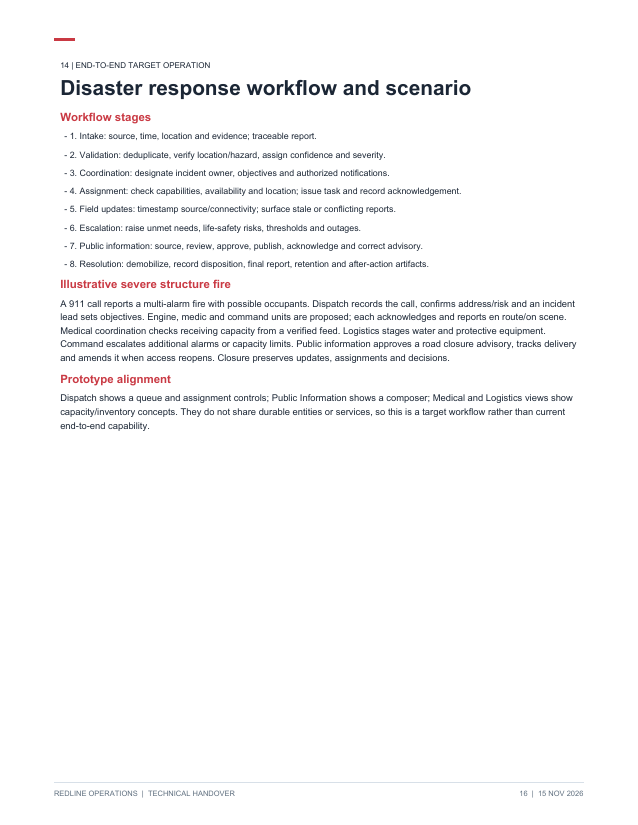 14 | END-TO-END TARGET OPERATION
Disaster response workflow and scenario
Workflow stages
- 1. Intake: source, time, location and evidence; traceable report.
- 2. Validation: deduplicate, verify location/hazard, assign confidence and severity.
- 3. Coordination: designate incident owner, objectives and authorized notifications.
- 4. Assignment: check capabilities, availability and location; issue task and record acknowledgement.
- 5. Field updates: timestamp source/connectivity; surface stale or conflicting reports.
- 6. Escalation: raise unmet needs, life-safety risks, thresholds and outages.
- 7. Public information: source, review, approve, publish, acknowledge and correct advisory.
- 8. Resolution: demobilize, record disposition, final report, retention and after-action artifacts.
Illustrative severe structure fire
A 911 call reports a multi-alarm fire with possible occupants. Dispatch records the call, confirms address/risk and an incident
lead sets objectives. Engine, medic and command units are proposed; each acknowledges and reports en route/on scene.
Medical coordination checks receiving capacity from a verified feed. Logistics stages water and protective equipment.
Command escalates additional alarms or capacity limits. Public information approves a road closure advisory, tracks delivery
and amends it when access reopens. Closure preserves updates, assignments and decisions.
Prototype alignment
Dispatch shows a queue and assignment controls; Public Information shows a composer; Medical and Logistics views show
capacity/inventory concepts. They do not share durable entities or services, so this is a target workflow rather than current
end-to-end capability.
REDLINE OPERATIONS | TECHNICAL HANDOVER
16 | 15 NOV 2026